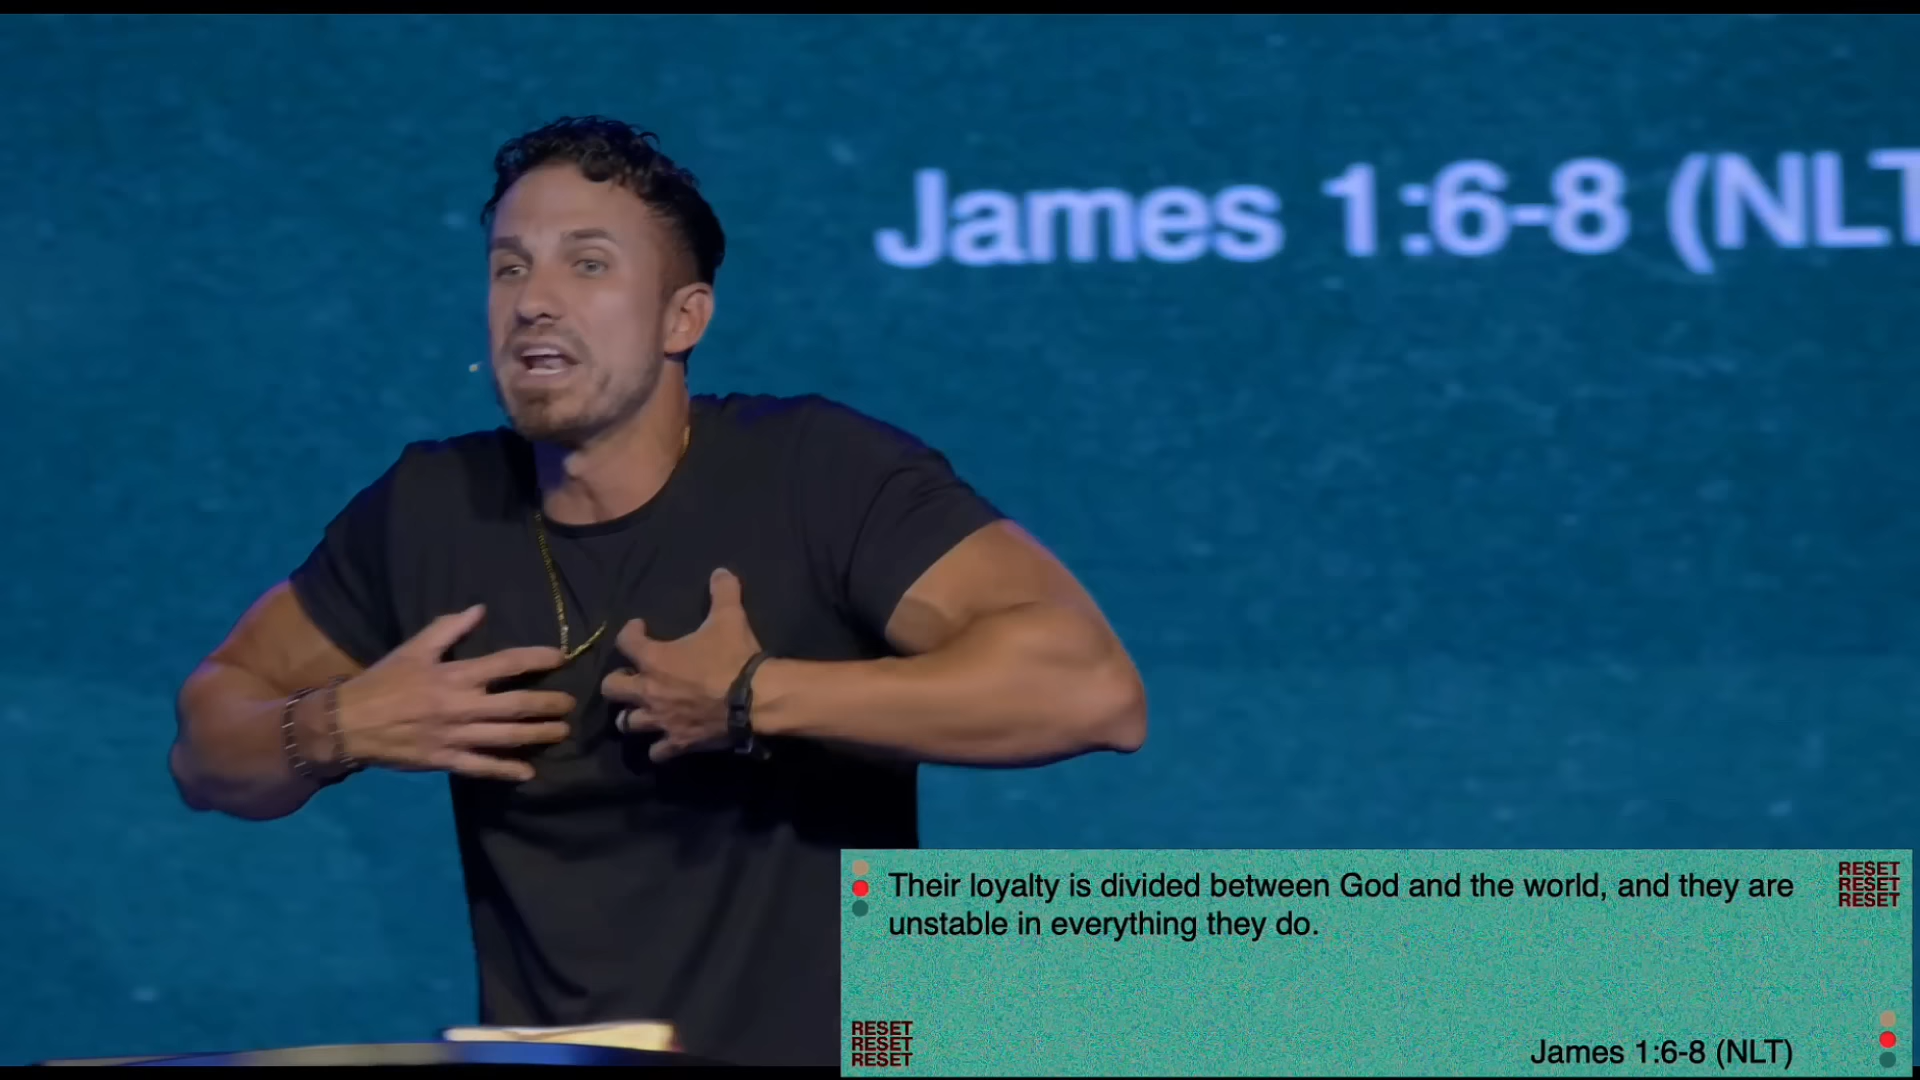 James 1:6-8 (NLT
Their loyalty is divided between God and the world, and they are
unstable in everything they do.
RESET
RESET
RESET
RESET
RESET
RESET
James 1:6-8 (NLT)